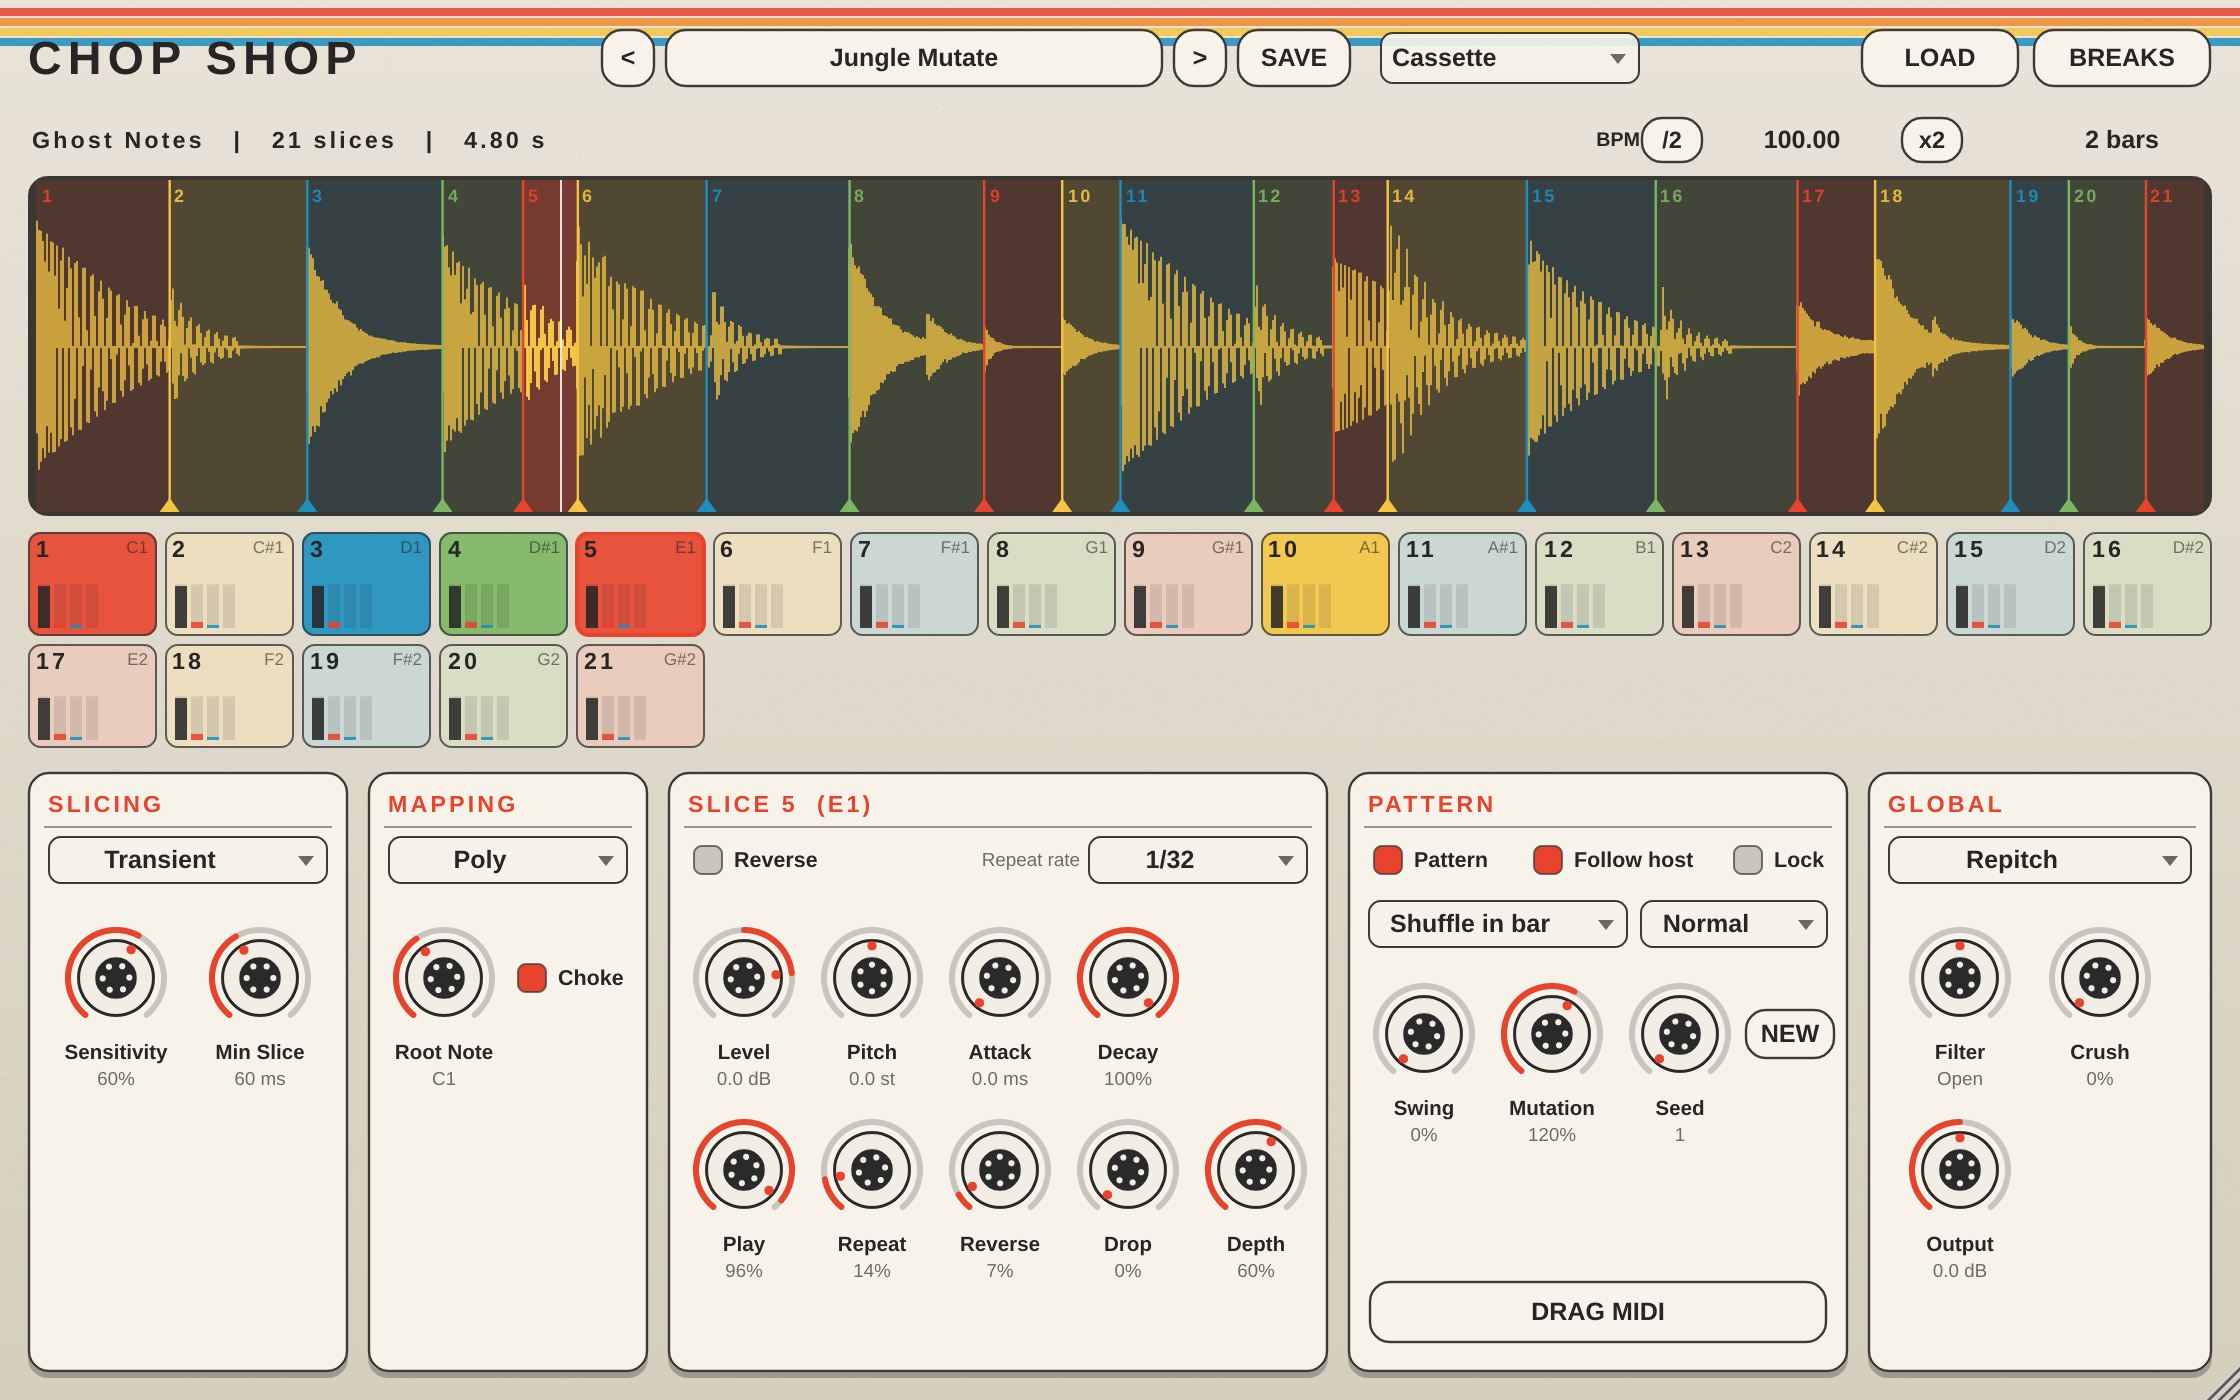 CHOP SHOP
< Jungle Mutate > SAVE Cassette LOAD BREAKS
Ghost Notes | 21 slices | 4.80 s BPM /2 100.00 x2 2 bars
1 2 3 4 5 6 7 8 9 10 11 12 13 14 15 16 17 18 19 20 21
1 C1 2 C#1 3 D1 4 D#1 5 E1 6 F1 7 F#1 8 G1 9 G#1 10 A1 11 A#1 12 B1 13 C2 14 C#2 15 D2 16 D#2
17 E2 18 F2 19 F#2 20 G2 21 G#2
SLICING
Transient
Sensitivity Min Slice
60% 60 ms
MAPPING
Poly
Choke
Root Note
C1
SLICE 5 (E1)
Reverse Repeat rate 1/32
Level Pitch Attack Decay
0.0 dB 0.0 st 0.0 ms 100%
Play Repeat Reverse Drop Depth
96% 14% 7% 0% 60%
PATTERN
Pattern Follow host Lock
Shuffle in bar Normal
NEW
Swing Mutation Seed
0% 120% 1
DRAG MIDI
GLOBAL
Repitch
Filter Crush
Open 0%
Output
0.0 dB